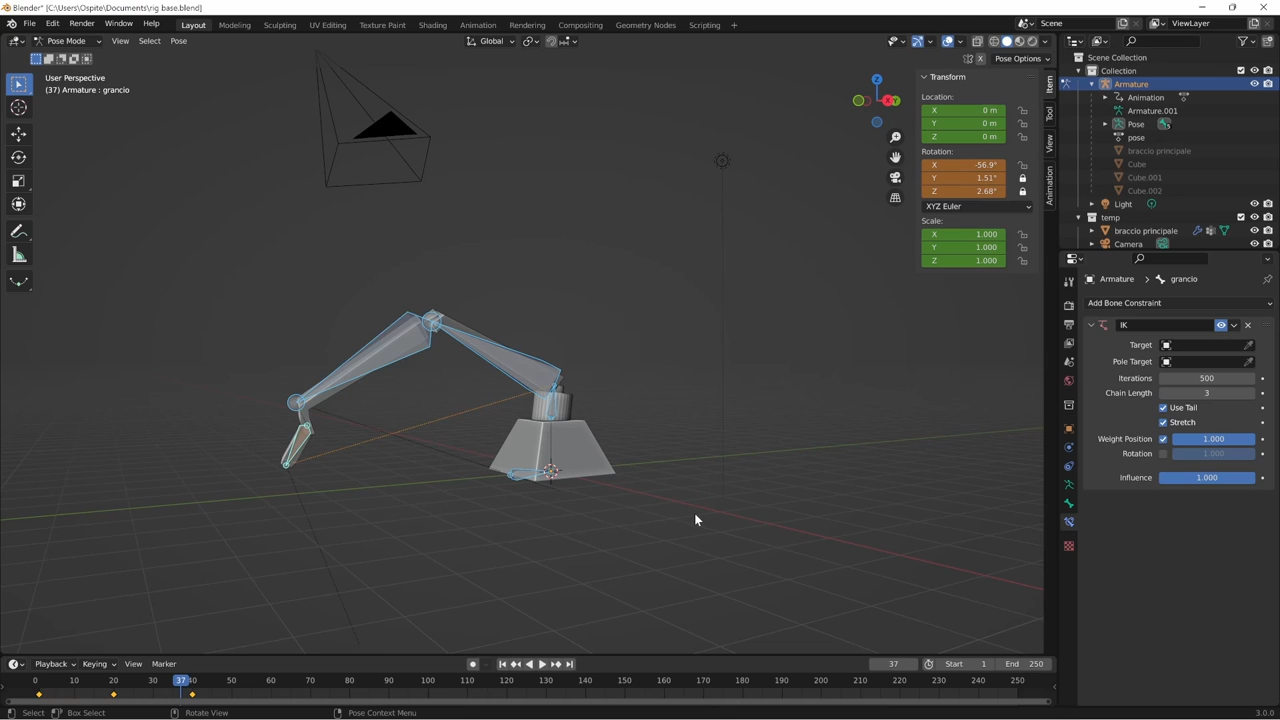 Blender* [C:\Users\Ospite\Documents\rig base.blend]
File Edit Render Window Help Layout Modeling Sculpting UV Editing Texture Paint Shading Animation Rendering Compositing Geometry Nodes Scripting + Scene ViewLayer
Pose Mode View Select Pose Global
X Pose Options
User Perspective
(37) Armature : grancio
Z
X Y
Transform
Location:
X 0 m
Y 0 m
Z 0 m
Rotation:
X -56.9°
Y 1.51°
Z 2.68°
XYZ Euler
Scale:
X 1.000
Y 1.000
Z 1.000
Item
Tool
View
Animation
Scene Collection
Collection
Armature
Animation
Armature.001
Pose
pose
braccio principale
Cube
Cube.001
Cube.002
Light
temp
braccio principale
Camera
Armature > grancio
Add Bone Constraint
IK
Target
Pole Target
Iterations 500
Chain Length 3
Use Tail
Stretch
Weight Position 1.000
Rotation 1.000
Influence 1.000
Playback Keying View Marker 37 Start 1 End 250
0 10 20 30 37 40 50 60 70 80 90 100 110 120 130 140 150 160 170 180 190 200 210 220 230 240 250
Select Box Select Rotate View Pose Context Menu 3.0.0